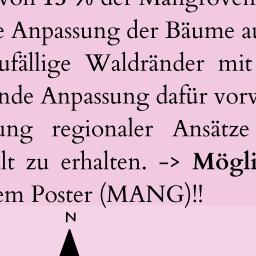 von 15 % der Mangroven
e Anpassung der Bäume au
ufällige Waldränder mit
nde Anpassung dafür vorw
ung regionaler Ansätze
lt zu erhalten. -> Mögli
em Poster (MANG)!!
N